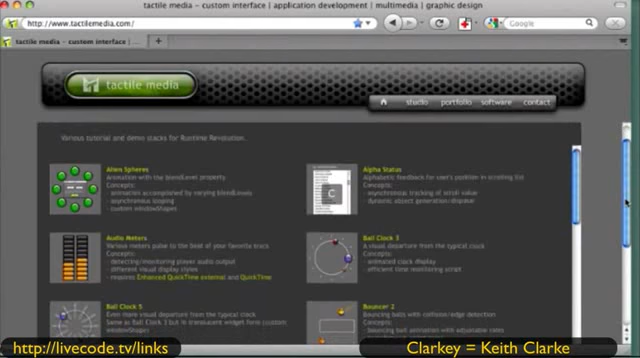 tactile media - custom interface | application development | multimedia | graphic design
http://www.tactilemedia.com/
Google
tactile media - custom interface | ...
tactile media
studio portfolio software contact
Various tutorial and demo stacks for Runtime Revolution.
Alien Spheres
Animation with the blendLevel property
Concepts:
- animation accomplished by varying blendLevels
- asynchronous looping
- custom windowShapes
Alpha Status
Alphabetic feedback for user's position in scrolling list
Concepts:
- asynchronous tracking of scroll value
- dynamic object generation/disposal
C
Audio Meters
Various meters pulse to the beat of your favorite track
Concepts:
- detecting/monitoring player audio output
- different visual display styles
- requires Enhanced QuickTime external and QuickTime
Ball Clock 3
A visual departure from the typical clock
Concepts:
- animated clock display
- efficient time monitoring script
Ball Clock 5
Even more visual departure from the typical clock
Same as Ball Clock 3 but in translucent widget form (custom
windowShape)
Bouncer 2
Bouncing balls with collision/edge detection
Concepts:
- Bouncing ball animation with adjustable rates
http://livecode.tv/links
Clarkey = Keith Clarke